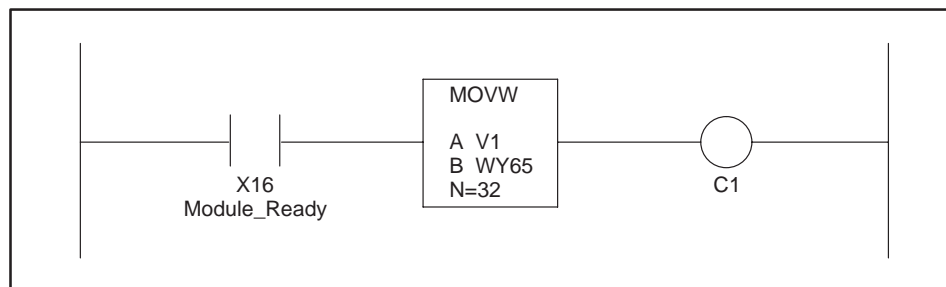 MOVW
A V1
B WY65
N=32
X16
Module_Ready
C1